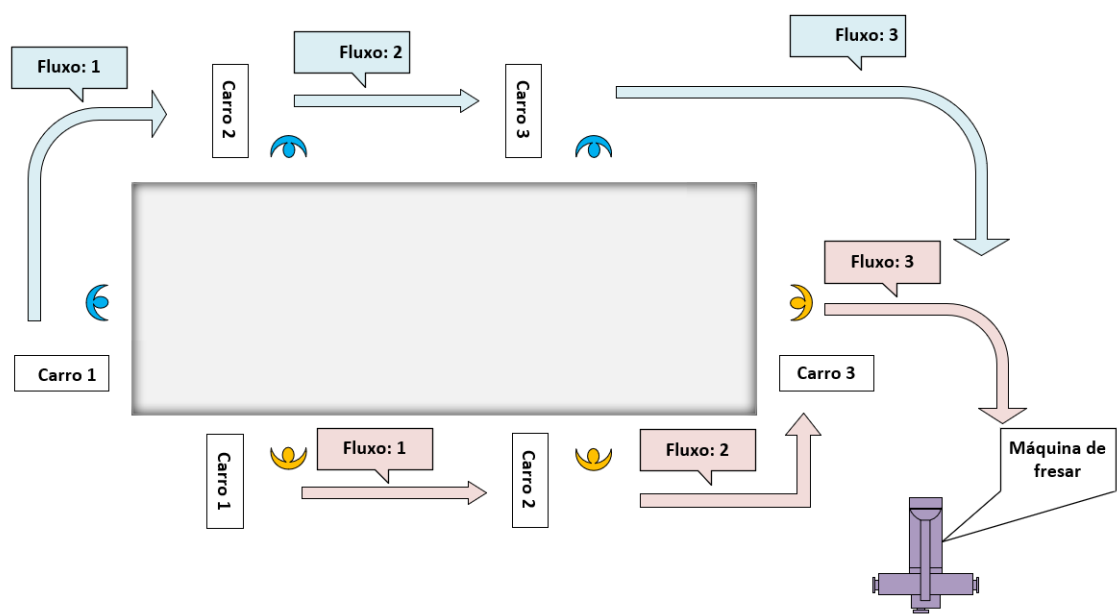 Fluxo: 1
Carro 2
Fluxo: 2
Carro 3
Fluxo: 3
Carro 1
Fluxo: 3
Carro 3
Carro 1
Fluxo: 1
Carro 2
Fluxo: 2
Máquina de
fresar